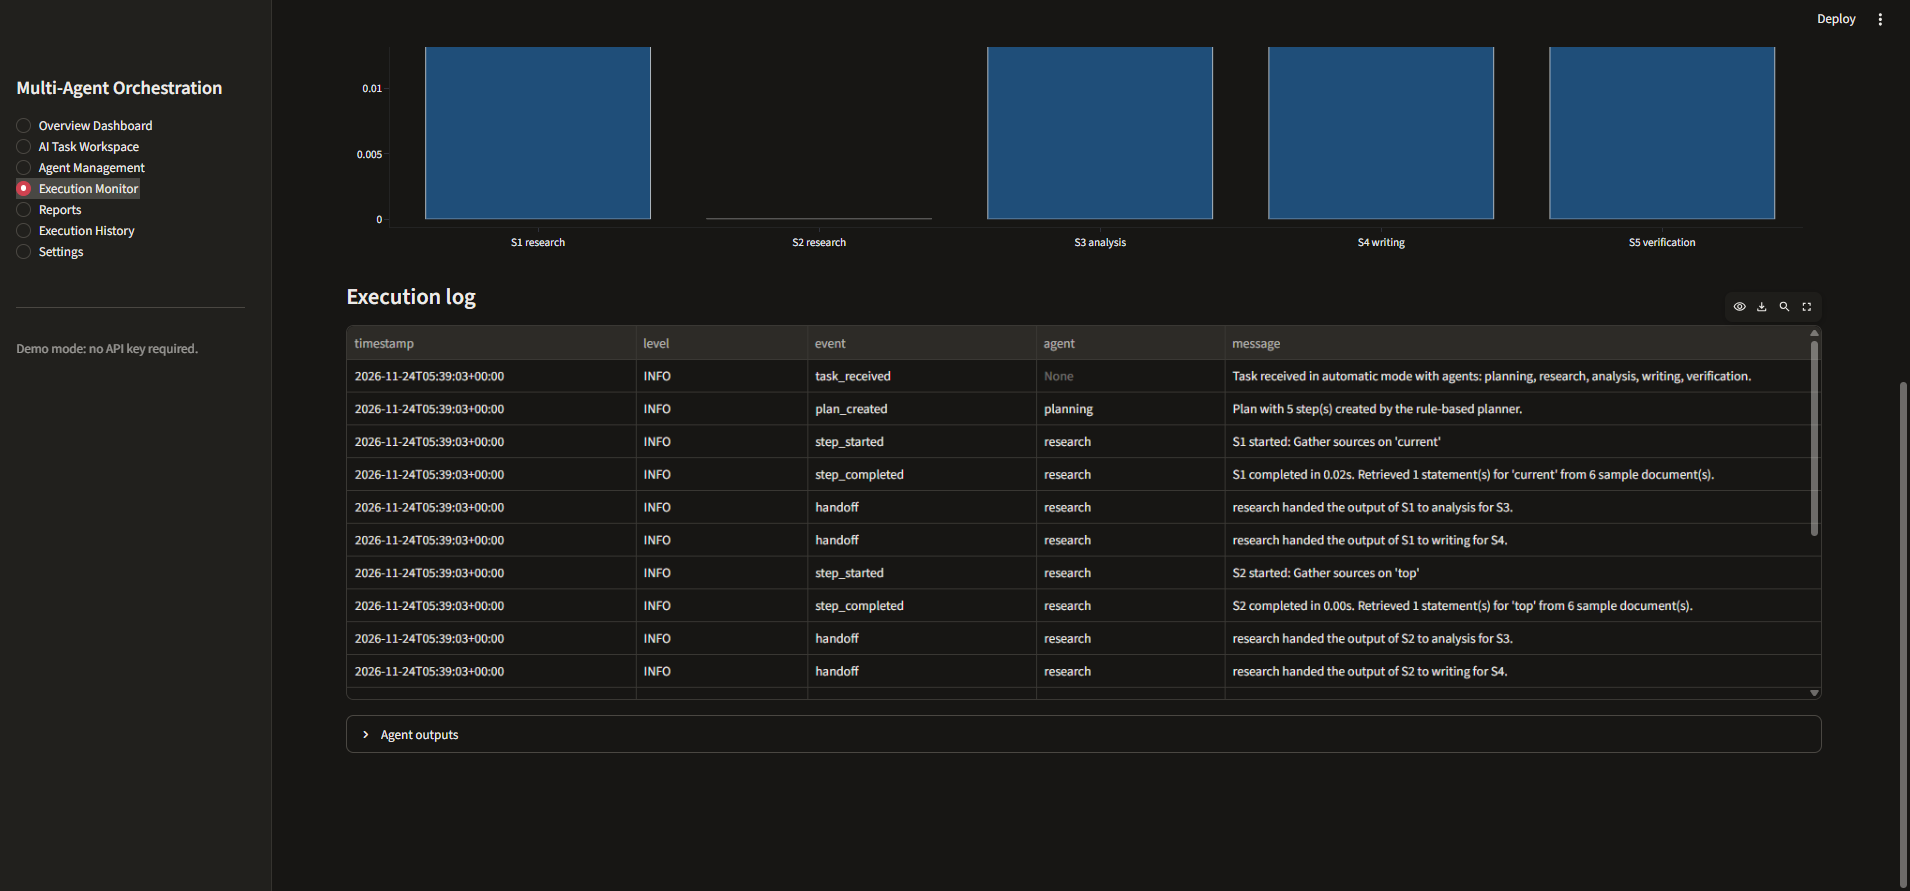 Deploy
Multi-Agent Orchestration
Overview Dashboard
AI Task Workspace
Agent Management
Execution Monitor
Reports
Execution History
Settings
Demo mode: no API key required.
0.01
0.005
0
S1 research
S2 research
S3 analysis
S4 writing
S5 verification
Execution log
timestamp level event agent message
2026-11-24T05:39:03+00:00 INFO task_received None Task received in automatic mode with agents: planning, research, analysis, writing, verification.
2026-11-24T05:39:03+00:00 INFO plan_created planning Plan with 5 step(s) created by the rule-based planner.
2026-11-24T05:39:03+00:00 INFO step_started research S1 started: Gather sources on 'current'
2026-11-24T05:39:03+00:00 INFO step_completed research S1 completed in 0.02s. Retrieved 1 statement(s) for 'current' from 6 sample document(s).
2026-11-24T05:39:03+00:00 INFO handoff research research handed the output of S1 to analysis for S3.
2026-11-24T05:39:03+00:00 INFO handoff research research handed the output of S1 to writing for S4.
2026-11-24T05:39:03+00:00 INFO step_started research S2 started: Gather sources on 'top'
2026-11-24T05:39:03+00:00 INFO step_completed research S2 completed in 0.00s. Retrieved 1 statement(s) for 'top' from 6 sample document(s).
2026-11-24T05:39:03+00:00 INFO handoff research research handed the output of S2 to analysis for S3.
2026-11-24T05:39:03+00:00 INFO handoff research research handed the output of S2 to writing for S4.
Agent outputs